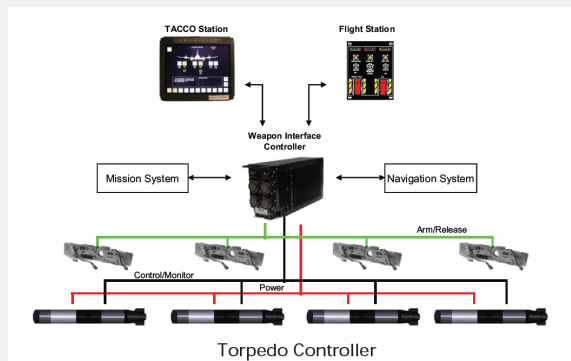 TACCO Station
Flight Station
Weapon Interface
Controller
Mission System
Navigation System
Arm/Release
Control/Monitor
Power
Torpedo Controller